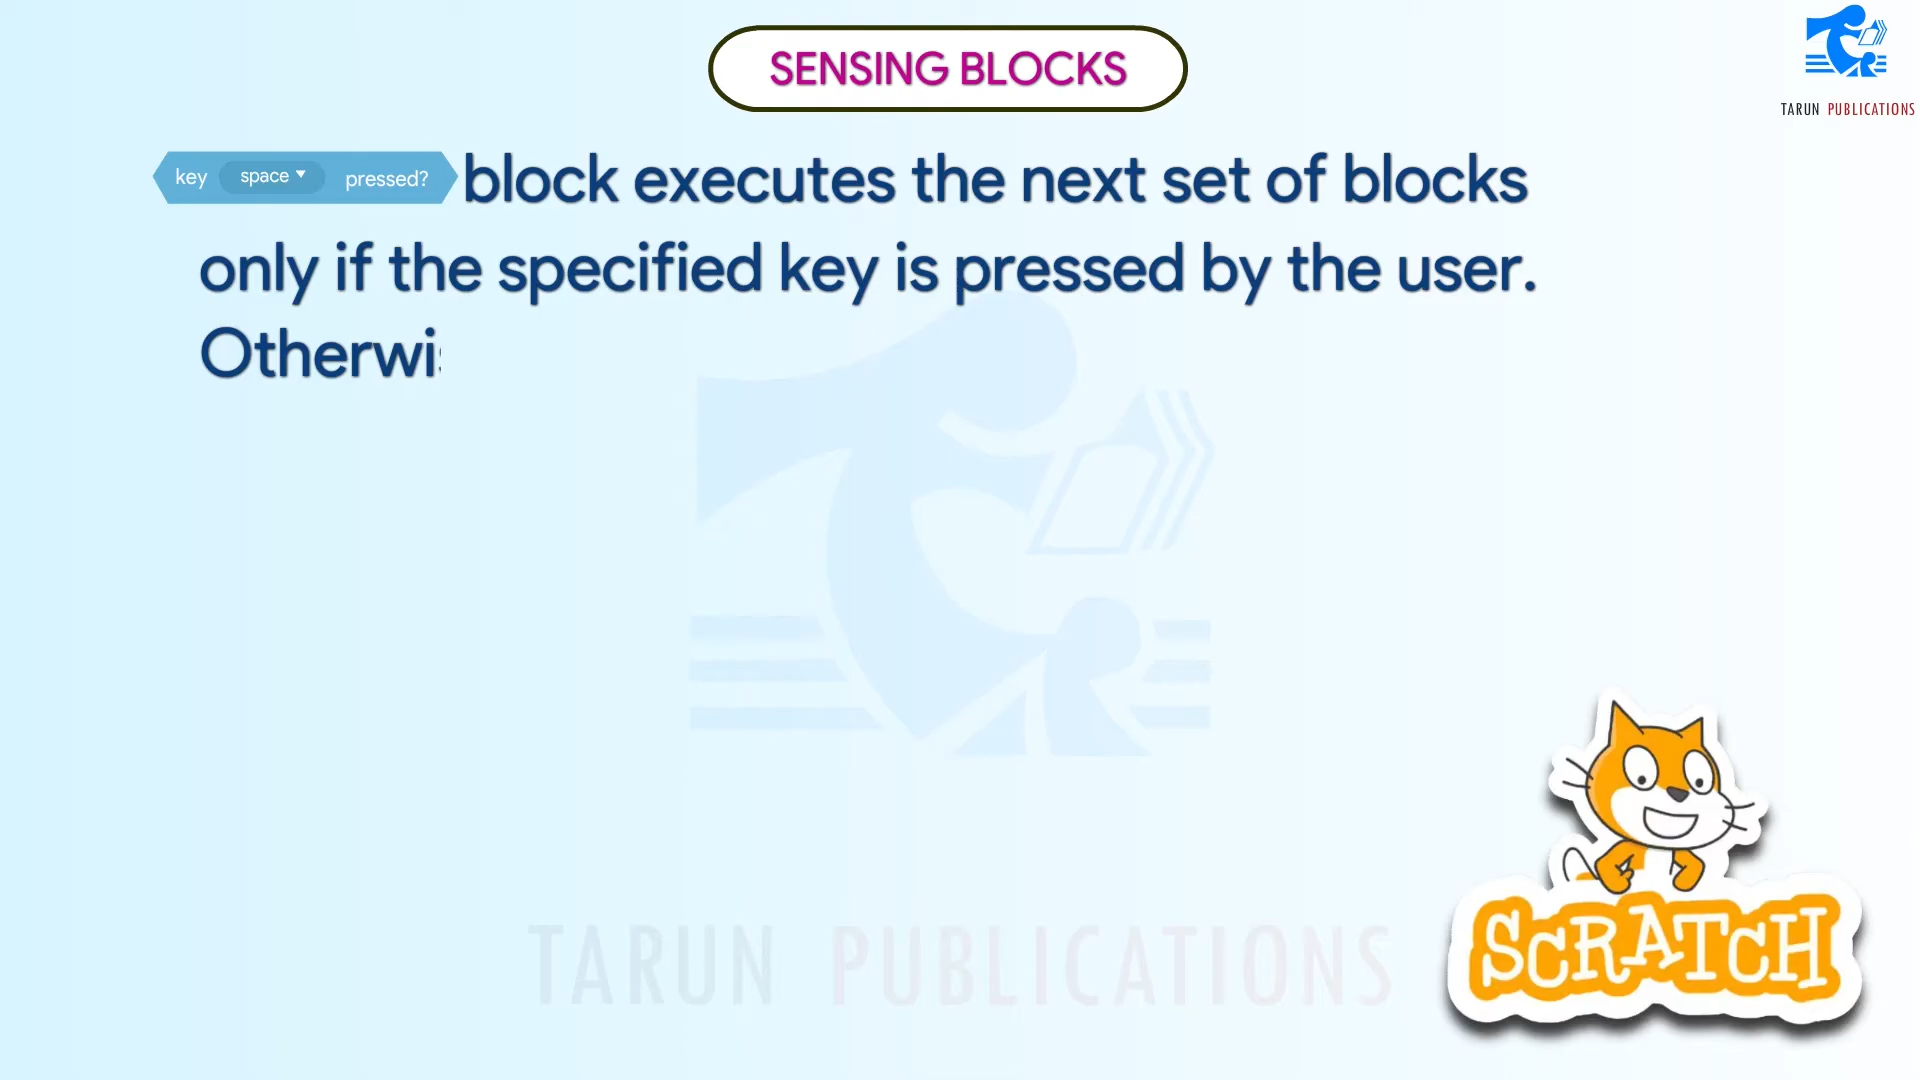 SENSING BLOCKS
TARUN PUBLICATIONS
key space pressed? block executes the next set of blocks
only if the specified key is pressed by the user.
Otherwi
SCRATCH
TARUN PUBLICATIONS